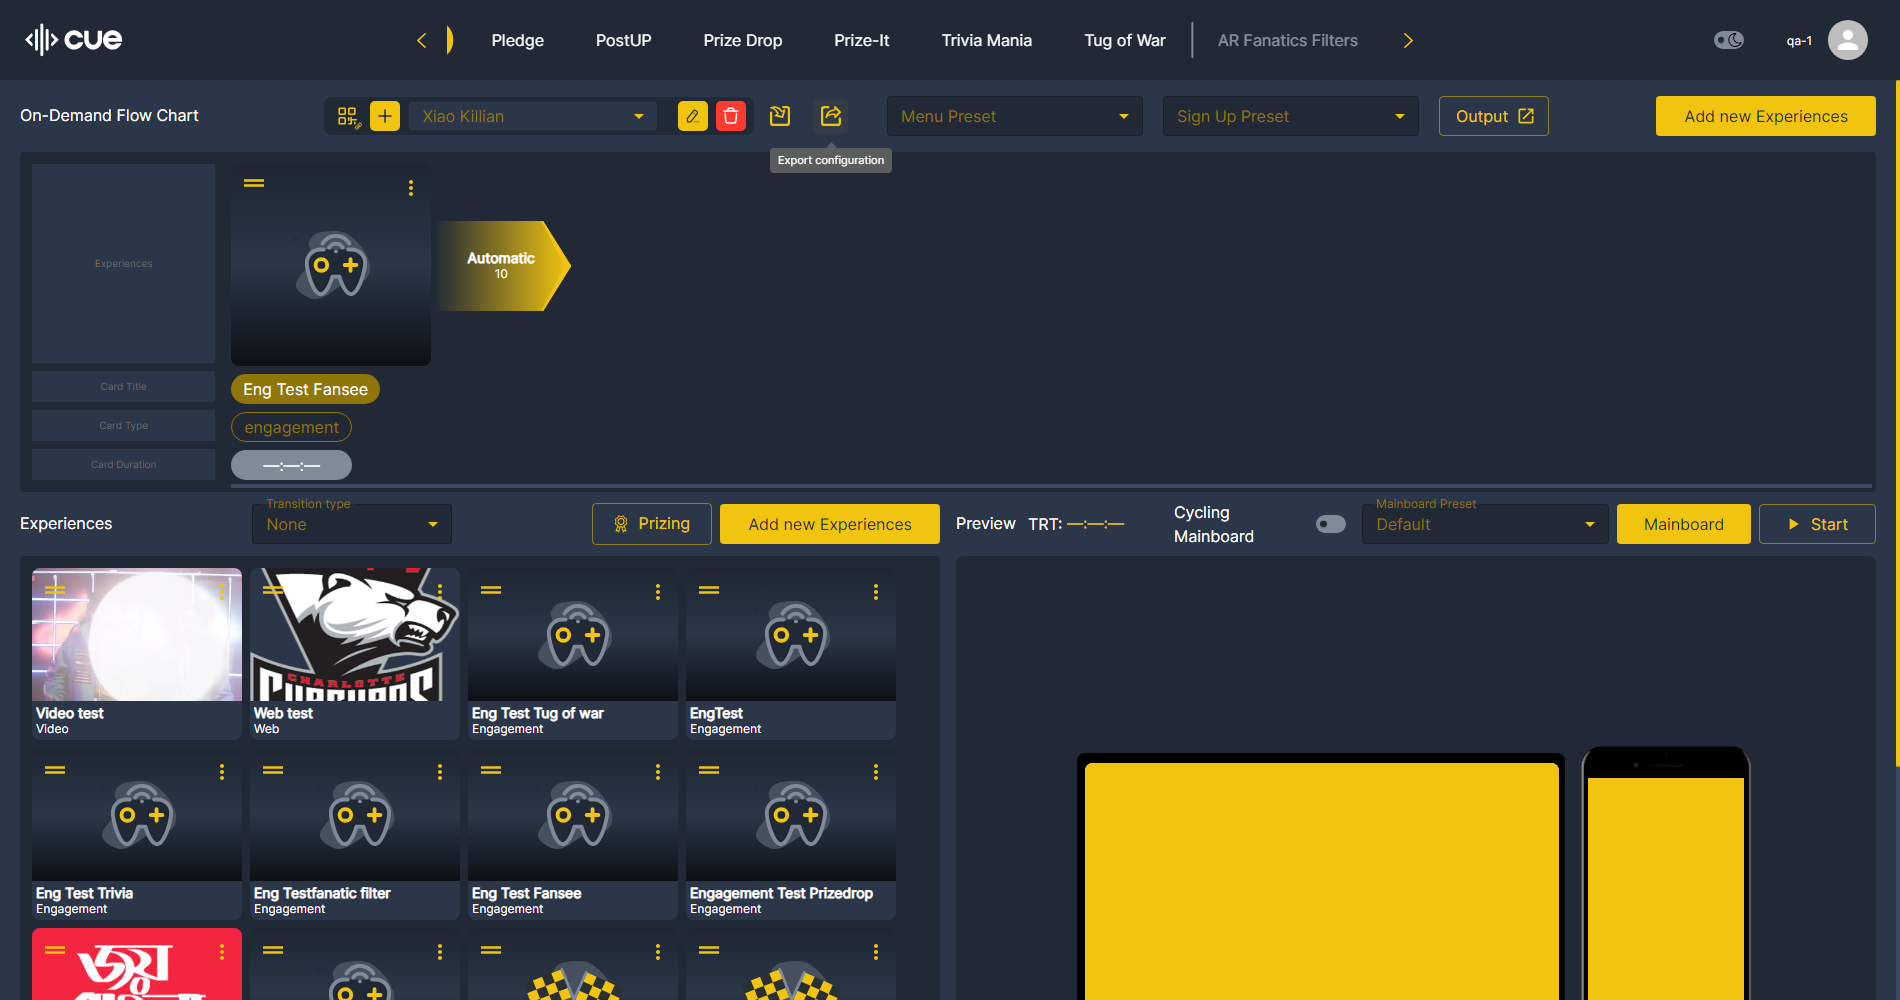 cue
Pledge
PostUP
Prize Drop
Prize-It
Trivia Mania
Tug of War
AR Fanatics Filters
qa-1
On-Demand Flow Chart
Xiao Killian
Menu Preset
Sign Up Preset
Output
Add new Experiences
Export configuration
Experiences
Automatic
10
Card Title
Eng Test Fansee
Card Type
engagement
Card Duration
—:—:—
Experiences
Transition type
None
Prizing
Add new Experiences
Preview
TRT: —:—:—
Cycling
Mainboard
Mainboard Preset
Default
Mainboard
Start
CHARLOTTE
Video test
Video
Web test
Web
Eng Test Tug of war
Engagement
EngTest
Engagement
Eng Test Trivia
Engagement
Eng Testfanatic filter
Engagement
Eng Test Fansee
Engagement
Engagement Test Prizedrop
Engagement
জয়